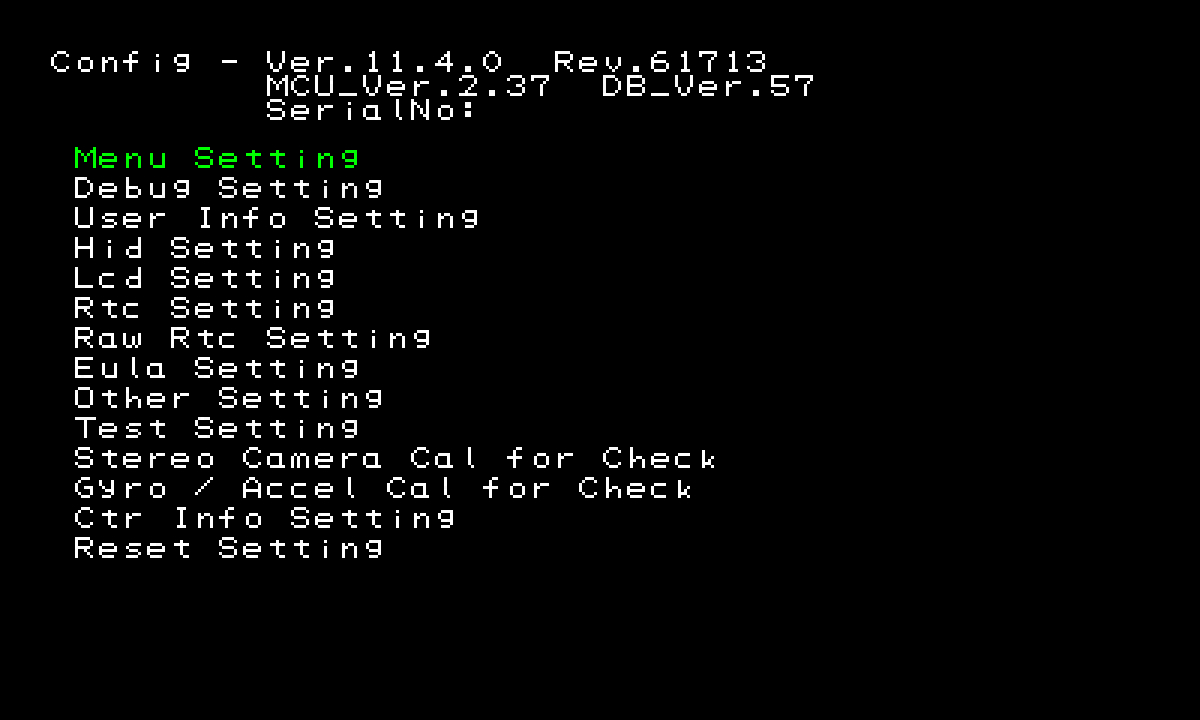 Config - Ver.11.4.0  Rev.61713
MCU_Ver.2.37  DB_Ver.57
SerialNo:
Menu Setting
Debug Setting
User Info Setting
Hid Setting
Lcd Setting
Rtc Setting
Raw Rtc Setting
Eula Setting
Other Setting
Test Setting
Stereo Camera Cal for Check
Gyro / Accel Cal for Check
Ctr Info Setting
Reset Setting